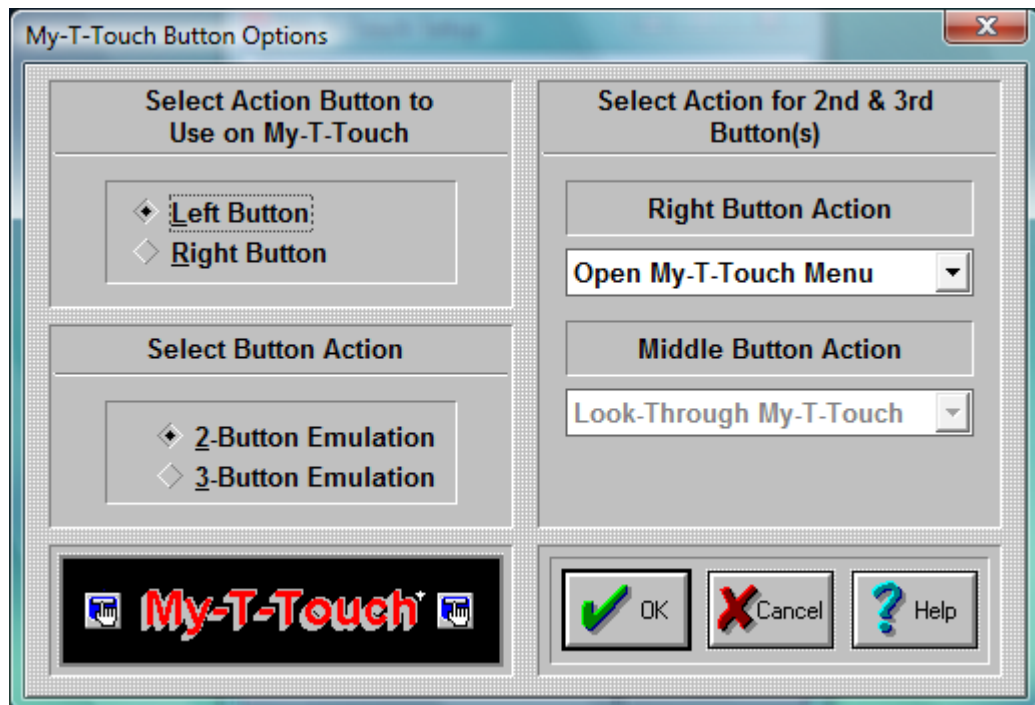 My-T-Touch Button Options
Select Action Button to
Use on My-T-Touch
Left Button
Right Button
Select Button Action
2-Button Emulation
3-Button Emulation
Select Action for 2nd & 3rd
Button(s)
Right Button Action
Open My-T-Touch Menu
Middle Button Action
Look-Through My-T-Touch
My-T-Touch
OK
Cancel
Help